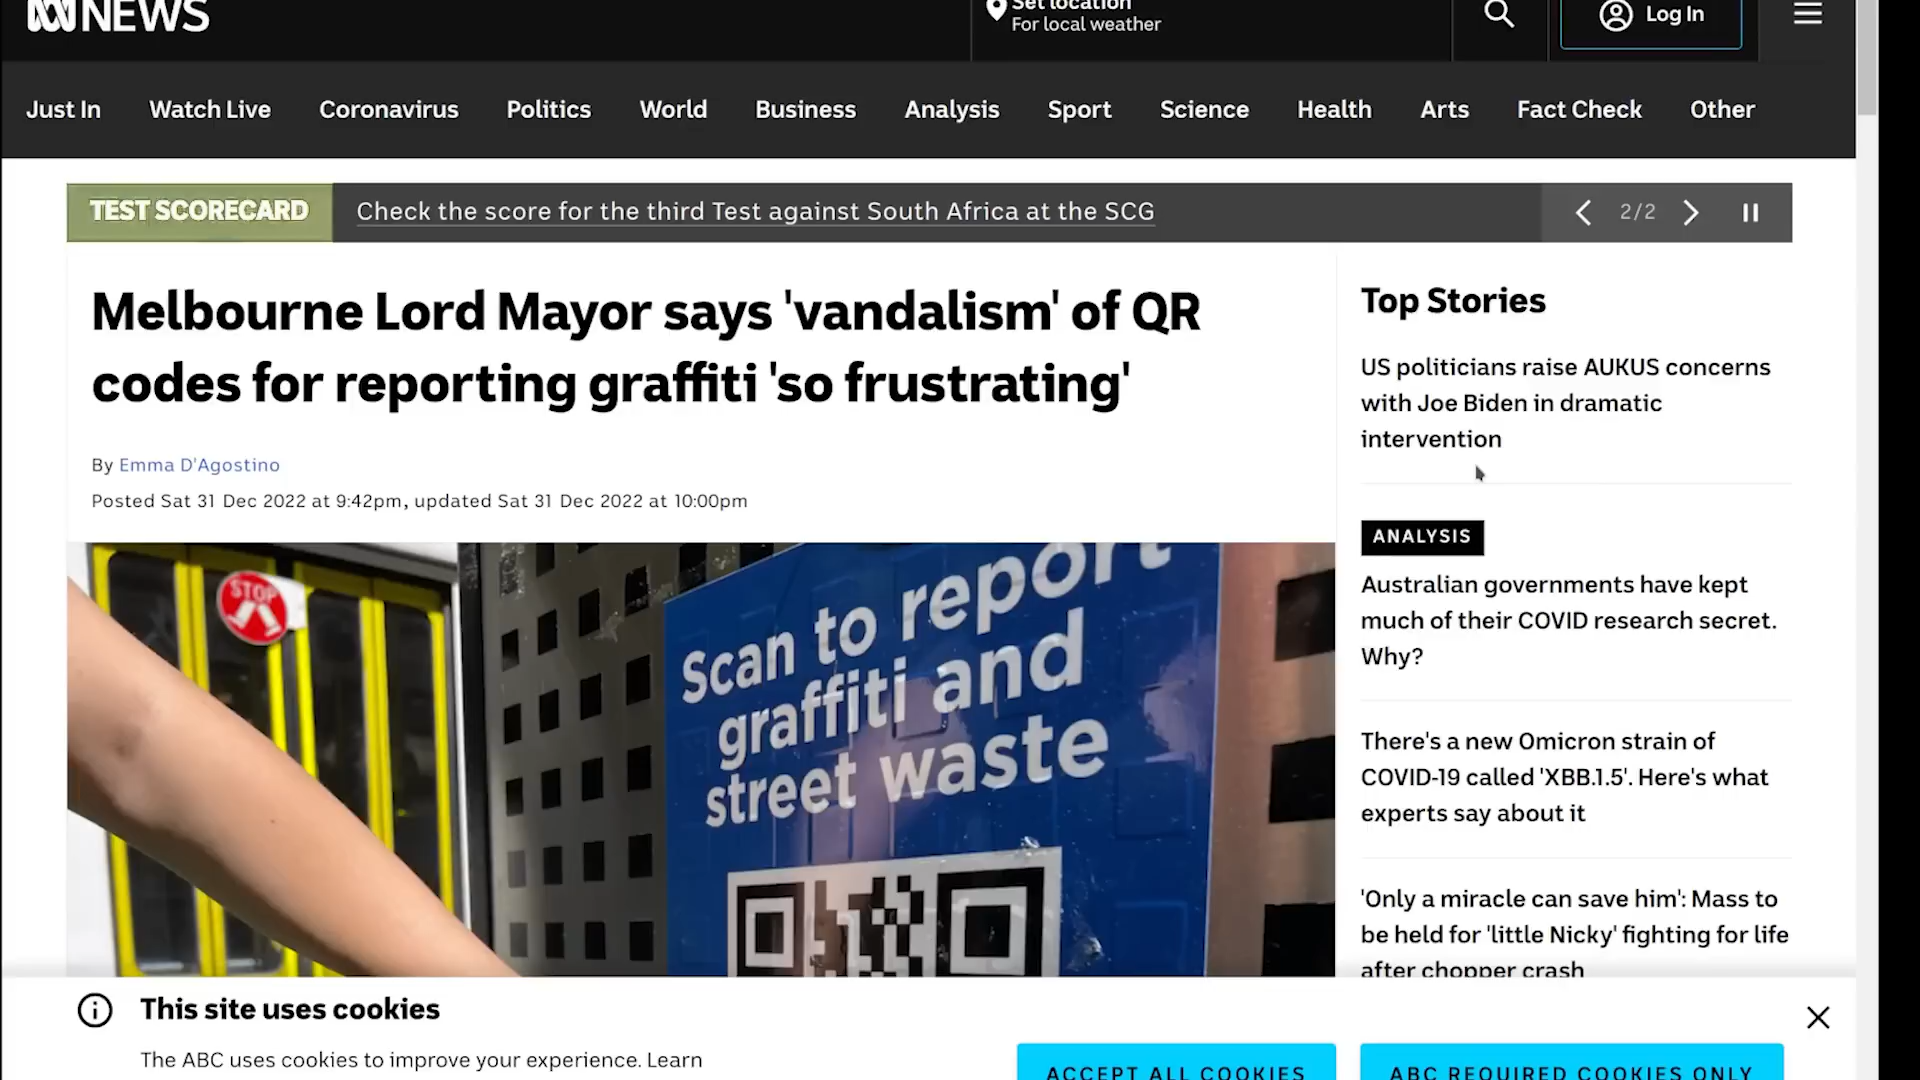 NEWS
Set location
For local weather
Log In
Just In
Watch Live
Coronavirus
Politics
World
Business
Analysis
Sport
Science
Health
Arts
Fact Check
Other
TEST SCORECARD
Check the score for the third Test against South Africa at the SCG
2/2
Melbourne Lord Mayor says 'vandalism' of QR
codes for reporting graffiti 'so frustrating'
By Emma D'Agostino
Posted Sat 31 Dec 2022 at 9:42pm, updated Sat 31 Dec 2022 at 10:00pm
STOP
Scan to report
graffiti and
street waste
Top Stories
US politicians raise AUKUS concerns
with Joe Biden in dramatic
intervention
ANALYSIS
Australian governments have kept
much of their COVID research secret.
Why?
There's a new Omicron strain of
COVID-19 called 'XBB.1.5'. Here's what
experts say about it
'Only a miracle can save him': Mass to
be held for 'little Nicky' fighting for life
after chopper crash
This site uses cookies
The ABC uses cookies to improve your experience. Learn
ACCEPT ALL COOKIES
ABC REQUIRED COOKIES ONLY